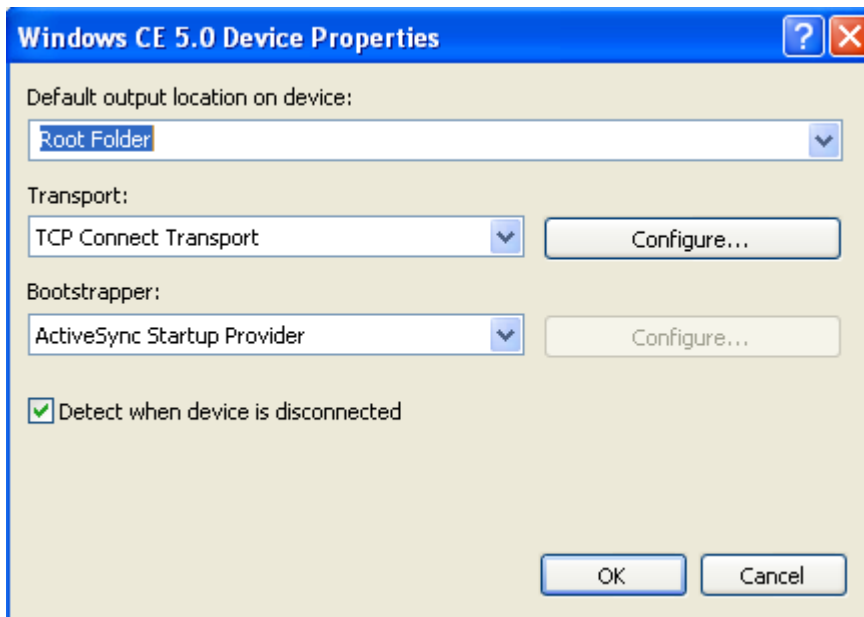 Windows CE 5.0 Device Properties
Default output location on device:
Root Folder
Transport:
TCP Connect Transport
Configure...
Bootstrapper:
ActiveSync Startup Provider
Configure...
Detect when device is disconnected
OK
Cancel